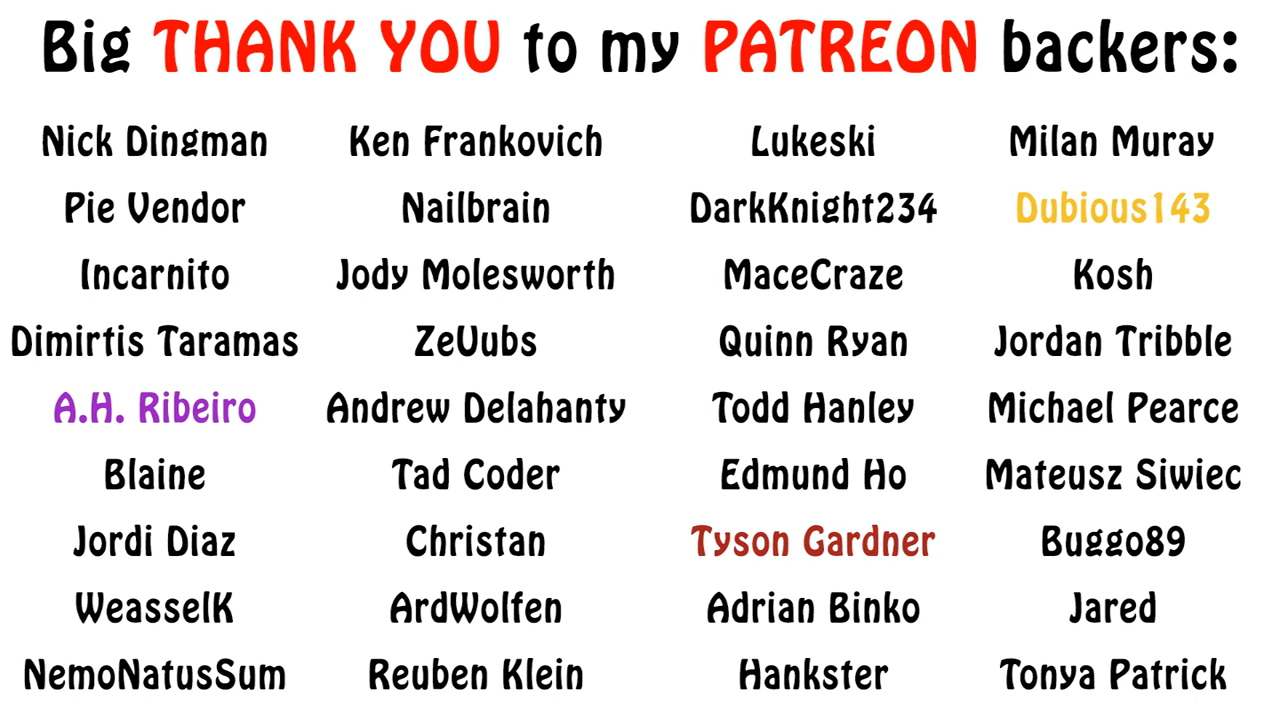 Big THANK YOU to my PATREON backers:
Nick Dingman Ken Frankovich Lukeski Milan Muray
Pie Vendor Nailbrain DarkKnight234 Dubious143
Incarnito Jody Molesworth MaceCraze Kosh
Dimirtis Taramas ZeVubs Quinn Ryan Jordan Tribble
A.H. Ribeiro Andrew Delahanty Todd Hanley Michael Pearce
Blaine Tad Coder Edmund Ho Mateusz Siwiec
Jordi Diaz Christan Tyson Gardner Buggo89
WeasselK ArdWolfen Adrian Binko Jared
NemoNatusSum Reuben Klein Hankster Tonya Patrick